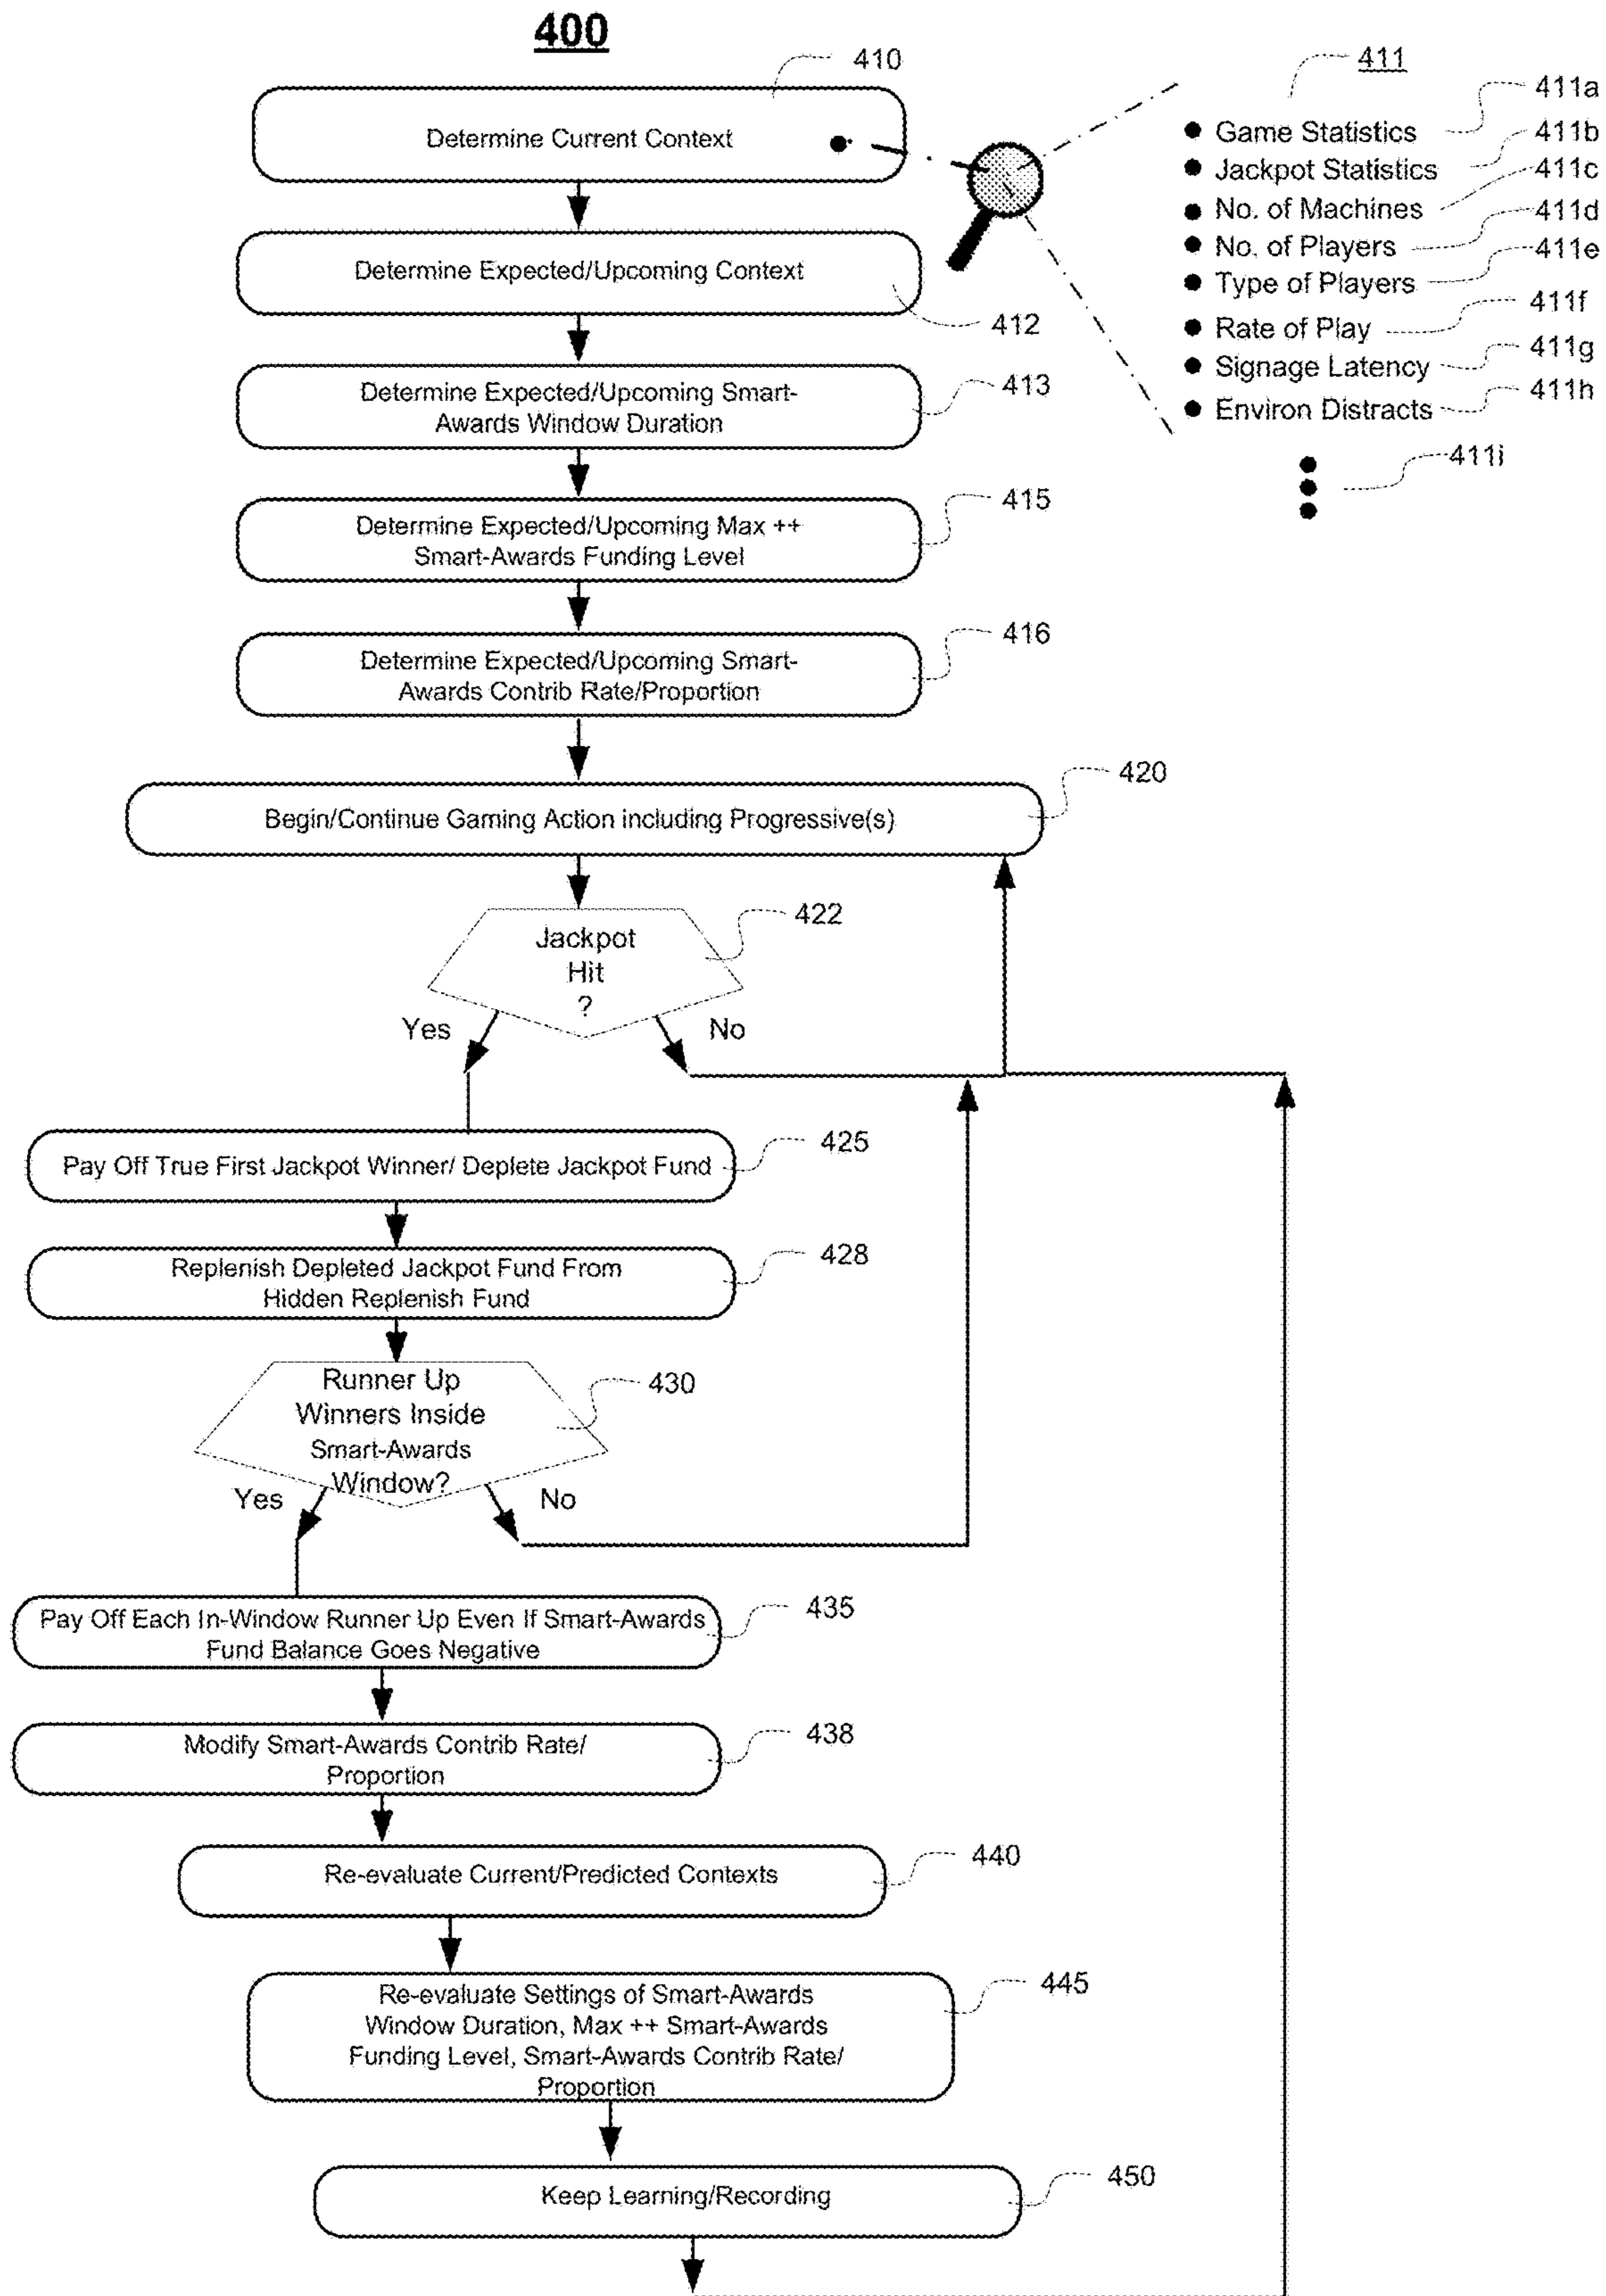 400
410
Determine Current Context
411
Game Statistics
411a
Jackpot Statistics
411b
No. of Machines
411c
No. of Players
411d
Type of Players
411e
Rate of Play
411f
Signage Latency
411g
Environ Distracts
411h
411i
Determine Expected/Upcoming Context
412
Determine Expected/Upcoming Smart-
Awards Window Duration
413
Determine Expected/Upcoming Max ++
Smart-Awards Funding Level
415
Determine Expected/Upcoming Smart-
Awards Contrib Rate/Proportion
416
Begin/Continue Gaming Action including Progressive(s)
420
Jackpot
Hit
?
422
Yes
No
Pay Off True First Jackpot Winner/ Deplete Jackpot Fund
425
Replenish Depleted Jackpot Fund From
Hidden Replenish Fund
428
Runner Up
Winners Inside
Smart-Awards
Window?
430
Yes
No
Pay Off Each In-Window Runner Up Even If Smart-Awards
Fund Balance Goes Negative
435
Modify Smart-Awards Contrib Rate/
Proportion
438
Re-evaluate Current/Predicted Contexts
440
Re-evaluate Settings of Smart-Awards
Window Duration, Max ++ Smart-Awards
Funding Level, Smart-Awards Contrib Rate/
Proportion
445
Keep Learning/Recording
450